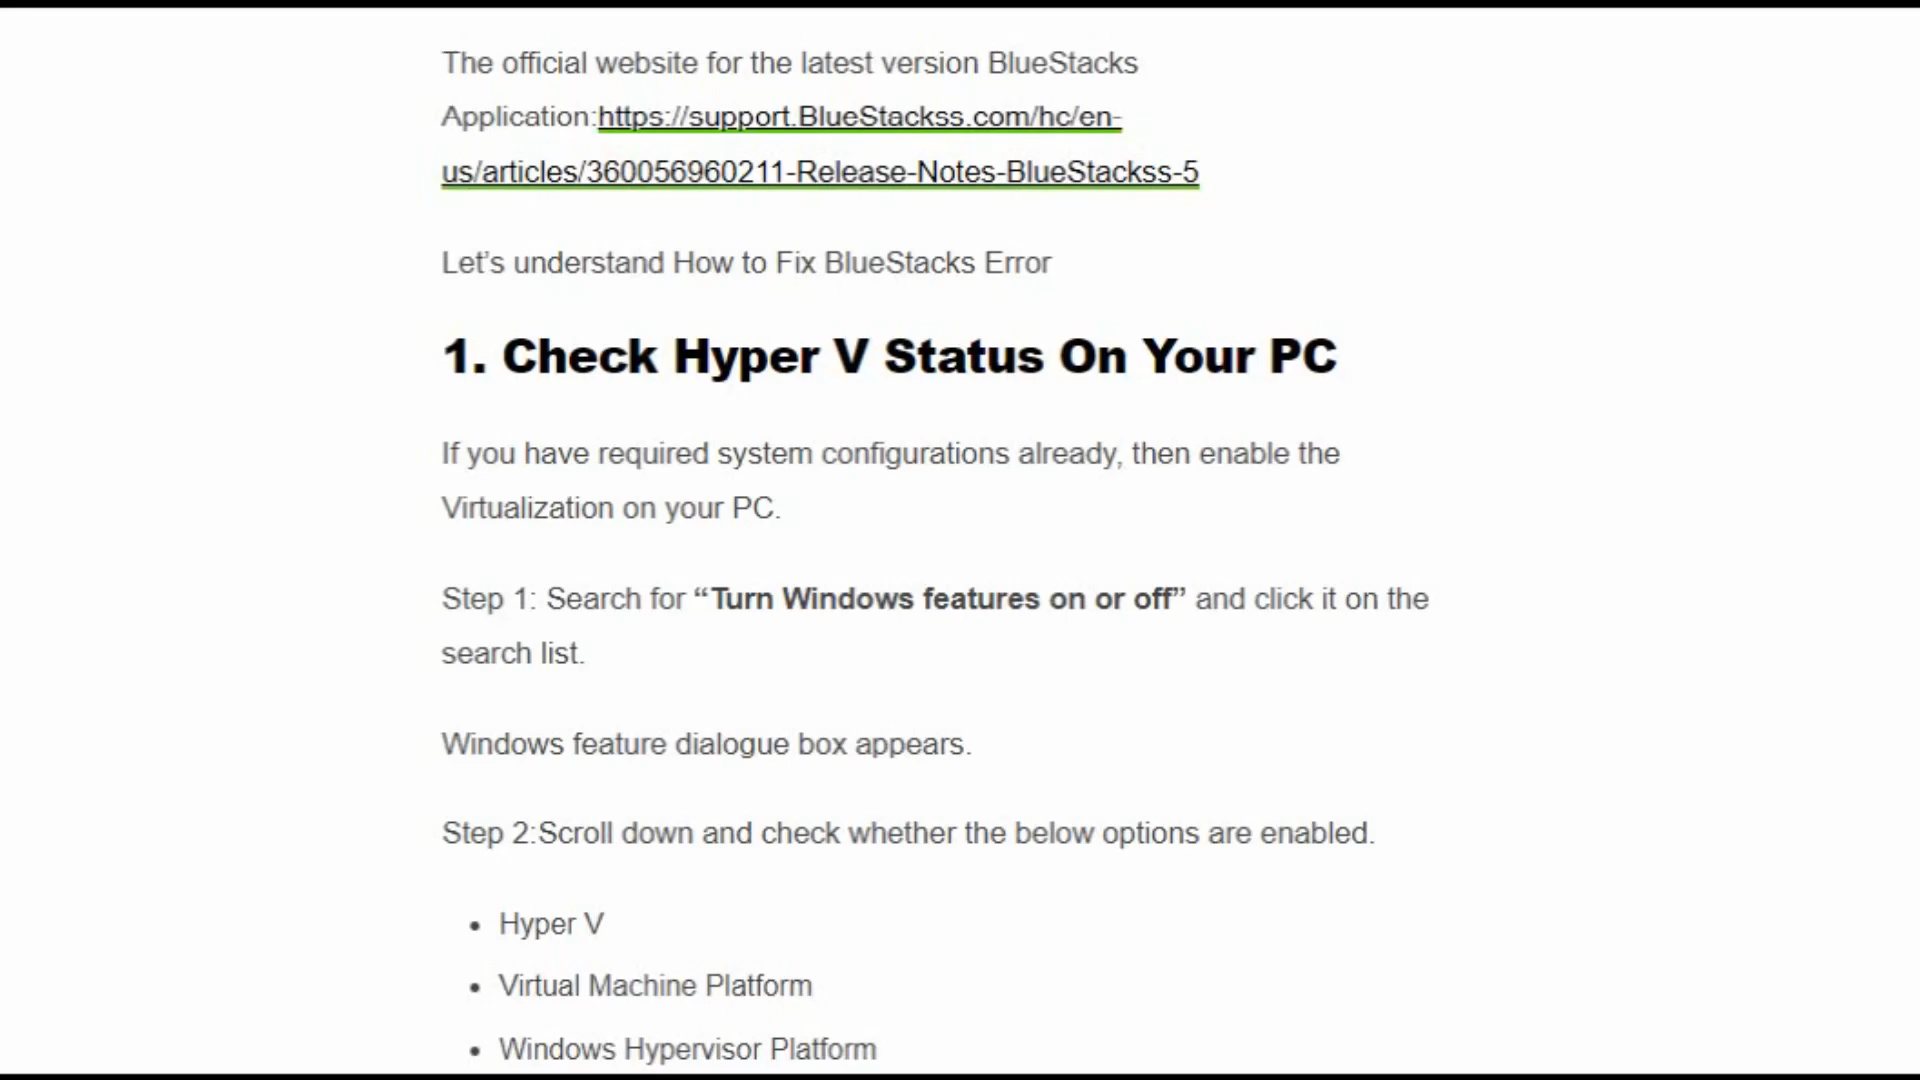 The official website for the latest version BlueStacks
Application:https://support.BlueStackss.com/hc/en-
us/articles/360056960211-Release-Notes-BlueStackss-5
Let’s understand How to Fix BlueStacks Error
1. Check Hyper V Status On Your PC
If you have required system configurations already, then enable the
Virtualization on your PC.
Step 1: Search for “Turn Windows features on or off” and click it on the
search list.
Windows feature dialogue box appears.
Step 2:Scroll down and check whether the below options are enabled.
• Hyper V
• Virtual Machine Platform
• Windows Hypervisor Platform